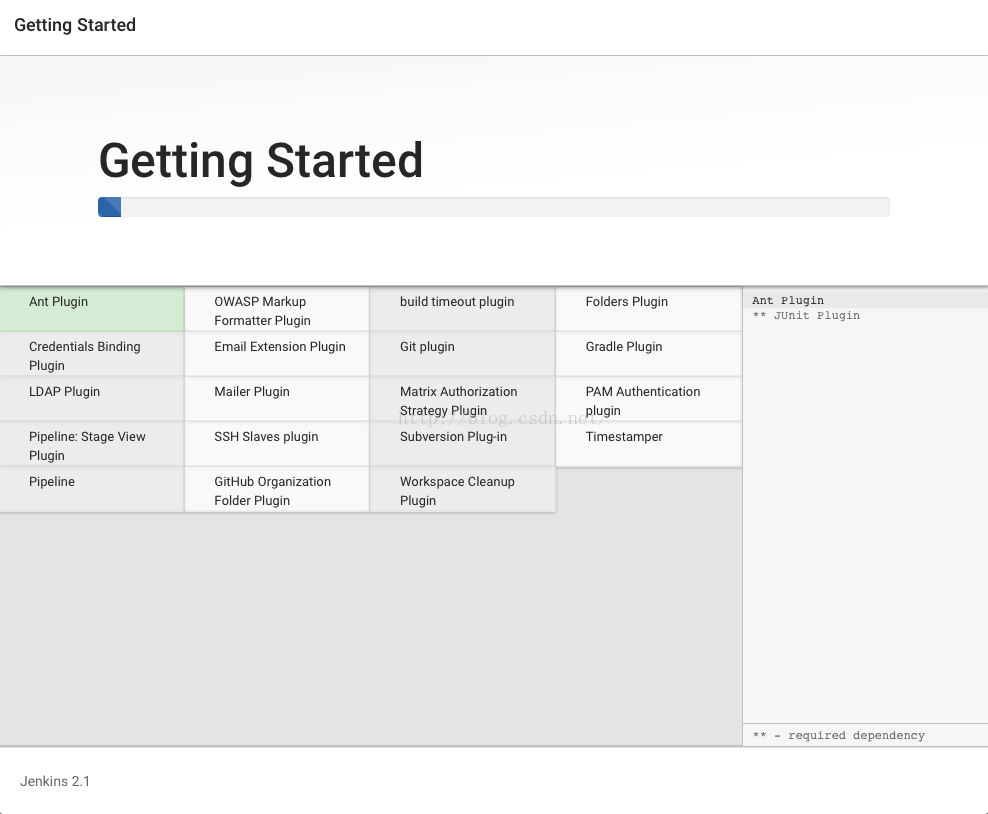 Getting Started
Getting Started
Ant Plugin
OWASP Markup
Formatter Plugin
build timeout plugin
Folders Plugin
Credentials Binding
Plugin
Email Extension Plugin
Git plugin
Gradle Plugin
LDAP Plugin
Mailer Plugin
Matrix Authorization
Strategy Plugin
PAM Authentication
plugin
Pipeline: Stage View
Plugin
SSH Slaves plugin
Subversion Plug-in
Timestamper
Pipeline
GitHub Organization
Folder Plugin
Workspace Cleanup
Plugin
http://blog.csdn.net/
Ant Plugin
** JUnit Plugin
** - required dependency
Jenkins 2.1